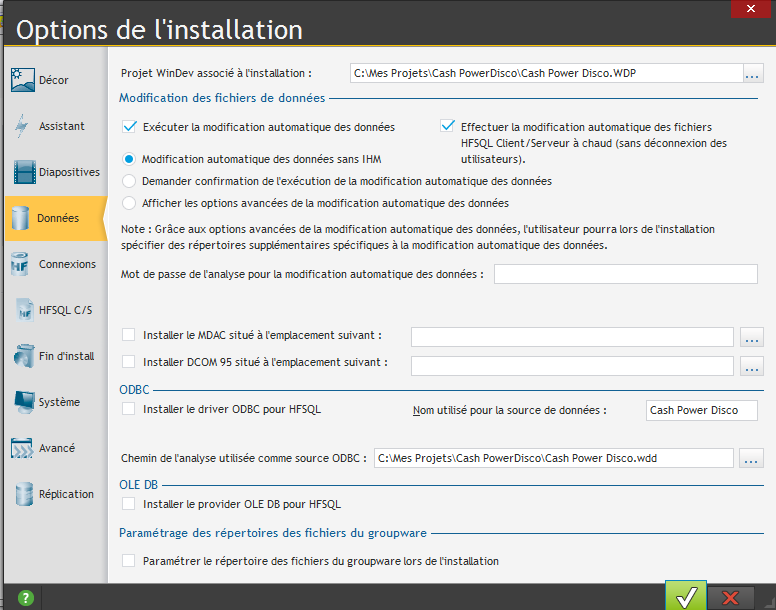 Options de l'installation
Décor
Assistant
Diapositives
Données
Connexions
HFSQL C/S
Fin d'install
Système
Avancé
Réplication
Projet WinDev associé à l'installation :
C:\Mes Projets\Cash PowerDisco\Cash Power Disco.WDP
...
Modification des fichiers de données
Exécuter la modification automatique des données
Effectuer la modification automatique des fichiers
HFSQL Client/Serveur à chaud (sans déconnexion des
utilisateurs).
Modification automatique des données sans IHM
Demander confirmation de l'exécution de la modification automatique des données
Afficher les options avancées de la modification automatique des données
Note : Grâce aux options avancées de la modification automatique des données, l'utilisateur pourra lors de l'installation
spécifier des répertoires supplémentaires spécifiques à la modification automatique des données.
Mot de passe de l'analyse pour la modification automatique des données :
Installer le MDAC situé à l'emplacement suivant :
...
Installer DCOM 95 situé à l'emplacement suivant :
...
ODBC
Installer le driver ODBC pour HFSQL
Nom utilisé pour la source de données :
Cash Power Disco
Chemin de l'analyse utilisée comme source ODBC :
C:\Mes Projets\Cash PowerDisco\Cash Power Disco.wdd
...
OLE DB
Installer le provider OLE DB pour HFSQL
Paramétrage des répertoires des fichiers du groupware
Paramétrer le répertoire des fichiers du groupware lors de l'installation
?